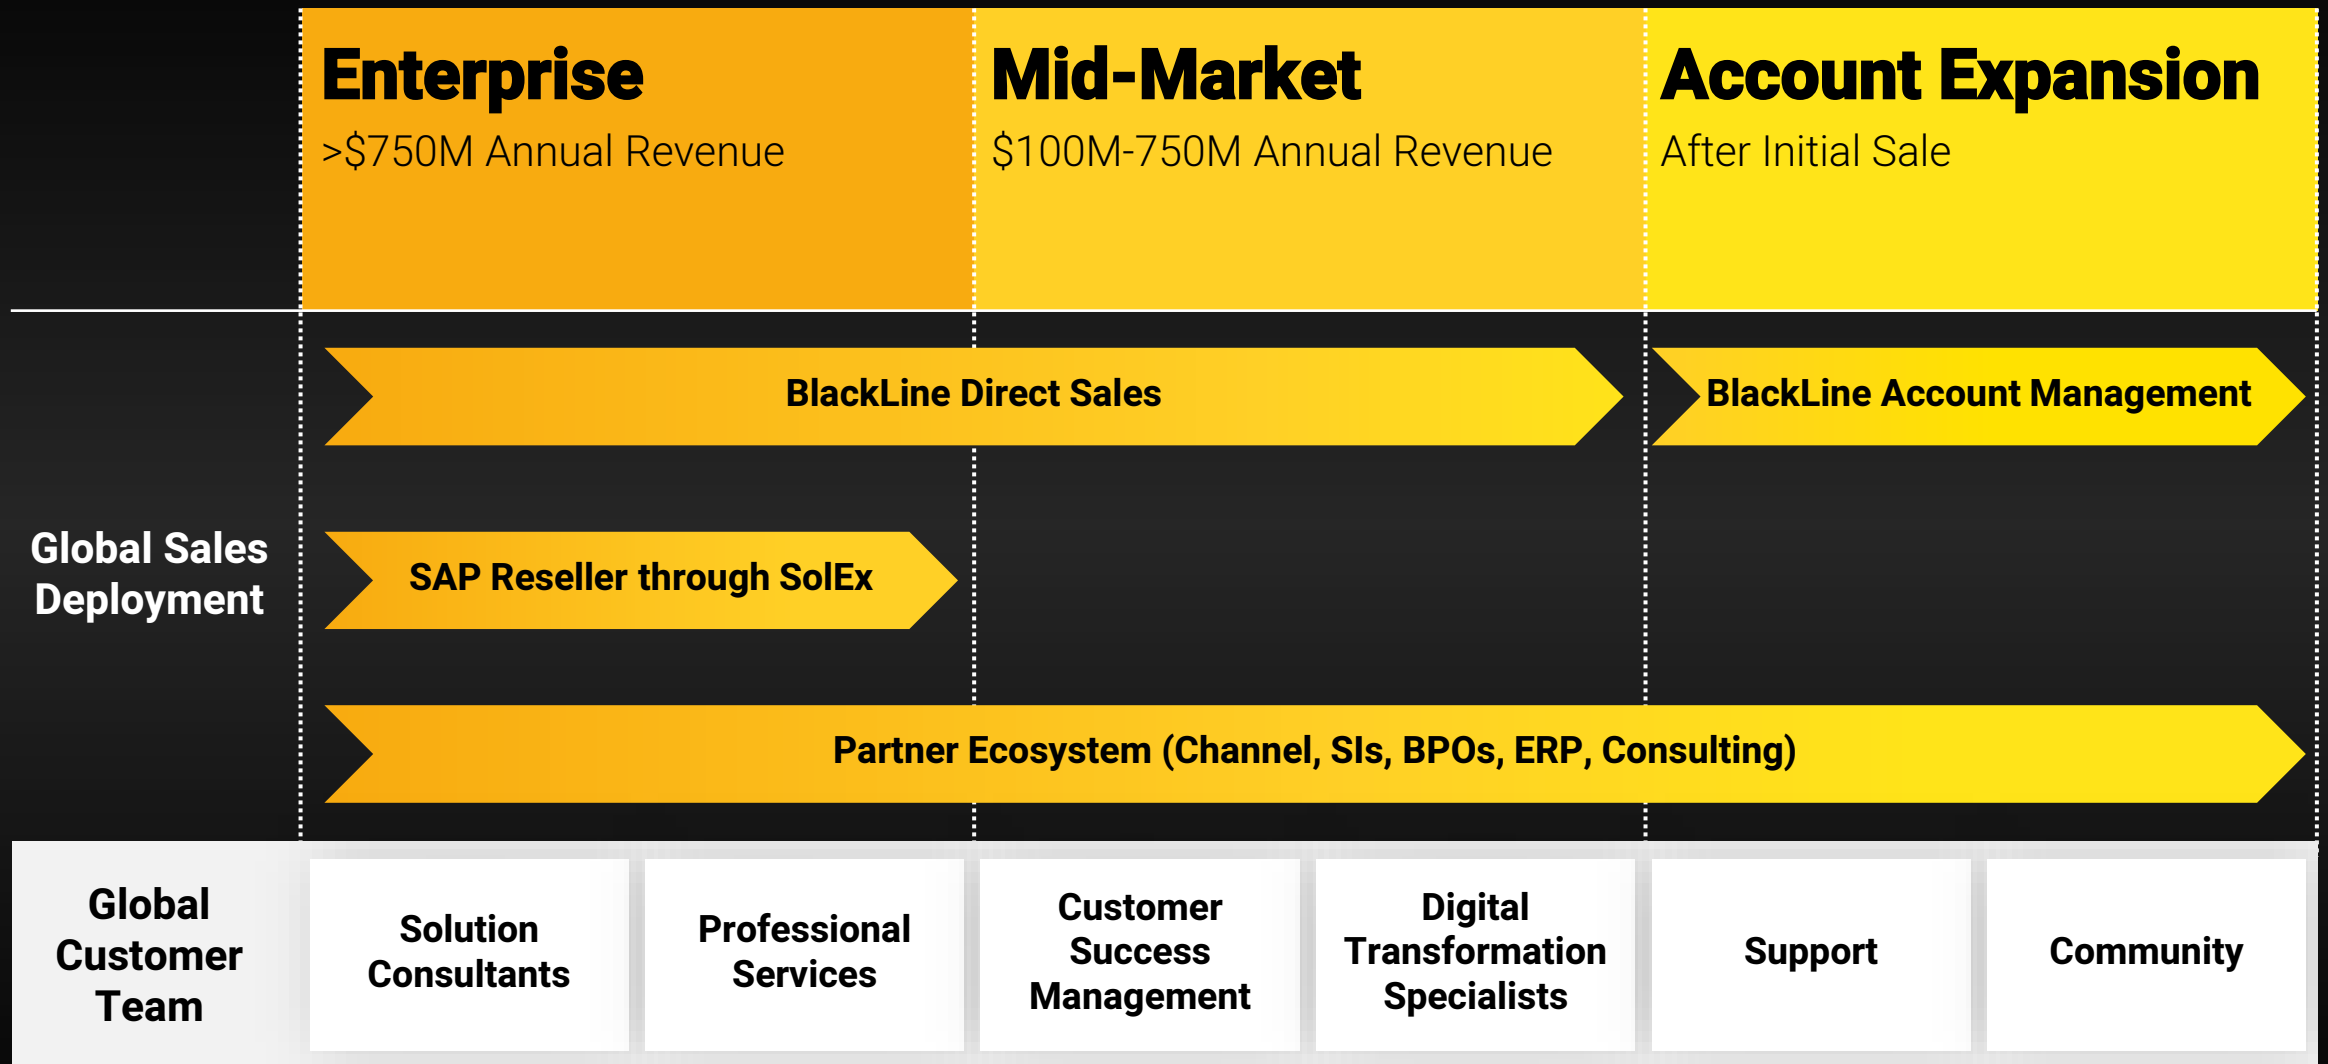 Enterprise
>$750M Annual Revenue
Mid-Market
$100M-750M Annual Revenue
Account Expansion
After Initial Sale
Global Sales
Deployment
BlackLine Direct Sales
BlackLine Account Management
SAP Reseller through SolEx
Partner Ecosystem (Channel, SIs, BPOs, ERP, Consulting)
Global
Customer
Team
Solution
Consultants
Professional
Services
Customer
Success
Management
Digital
Transformation
Specialists
Support
Community